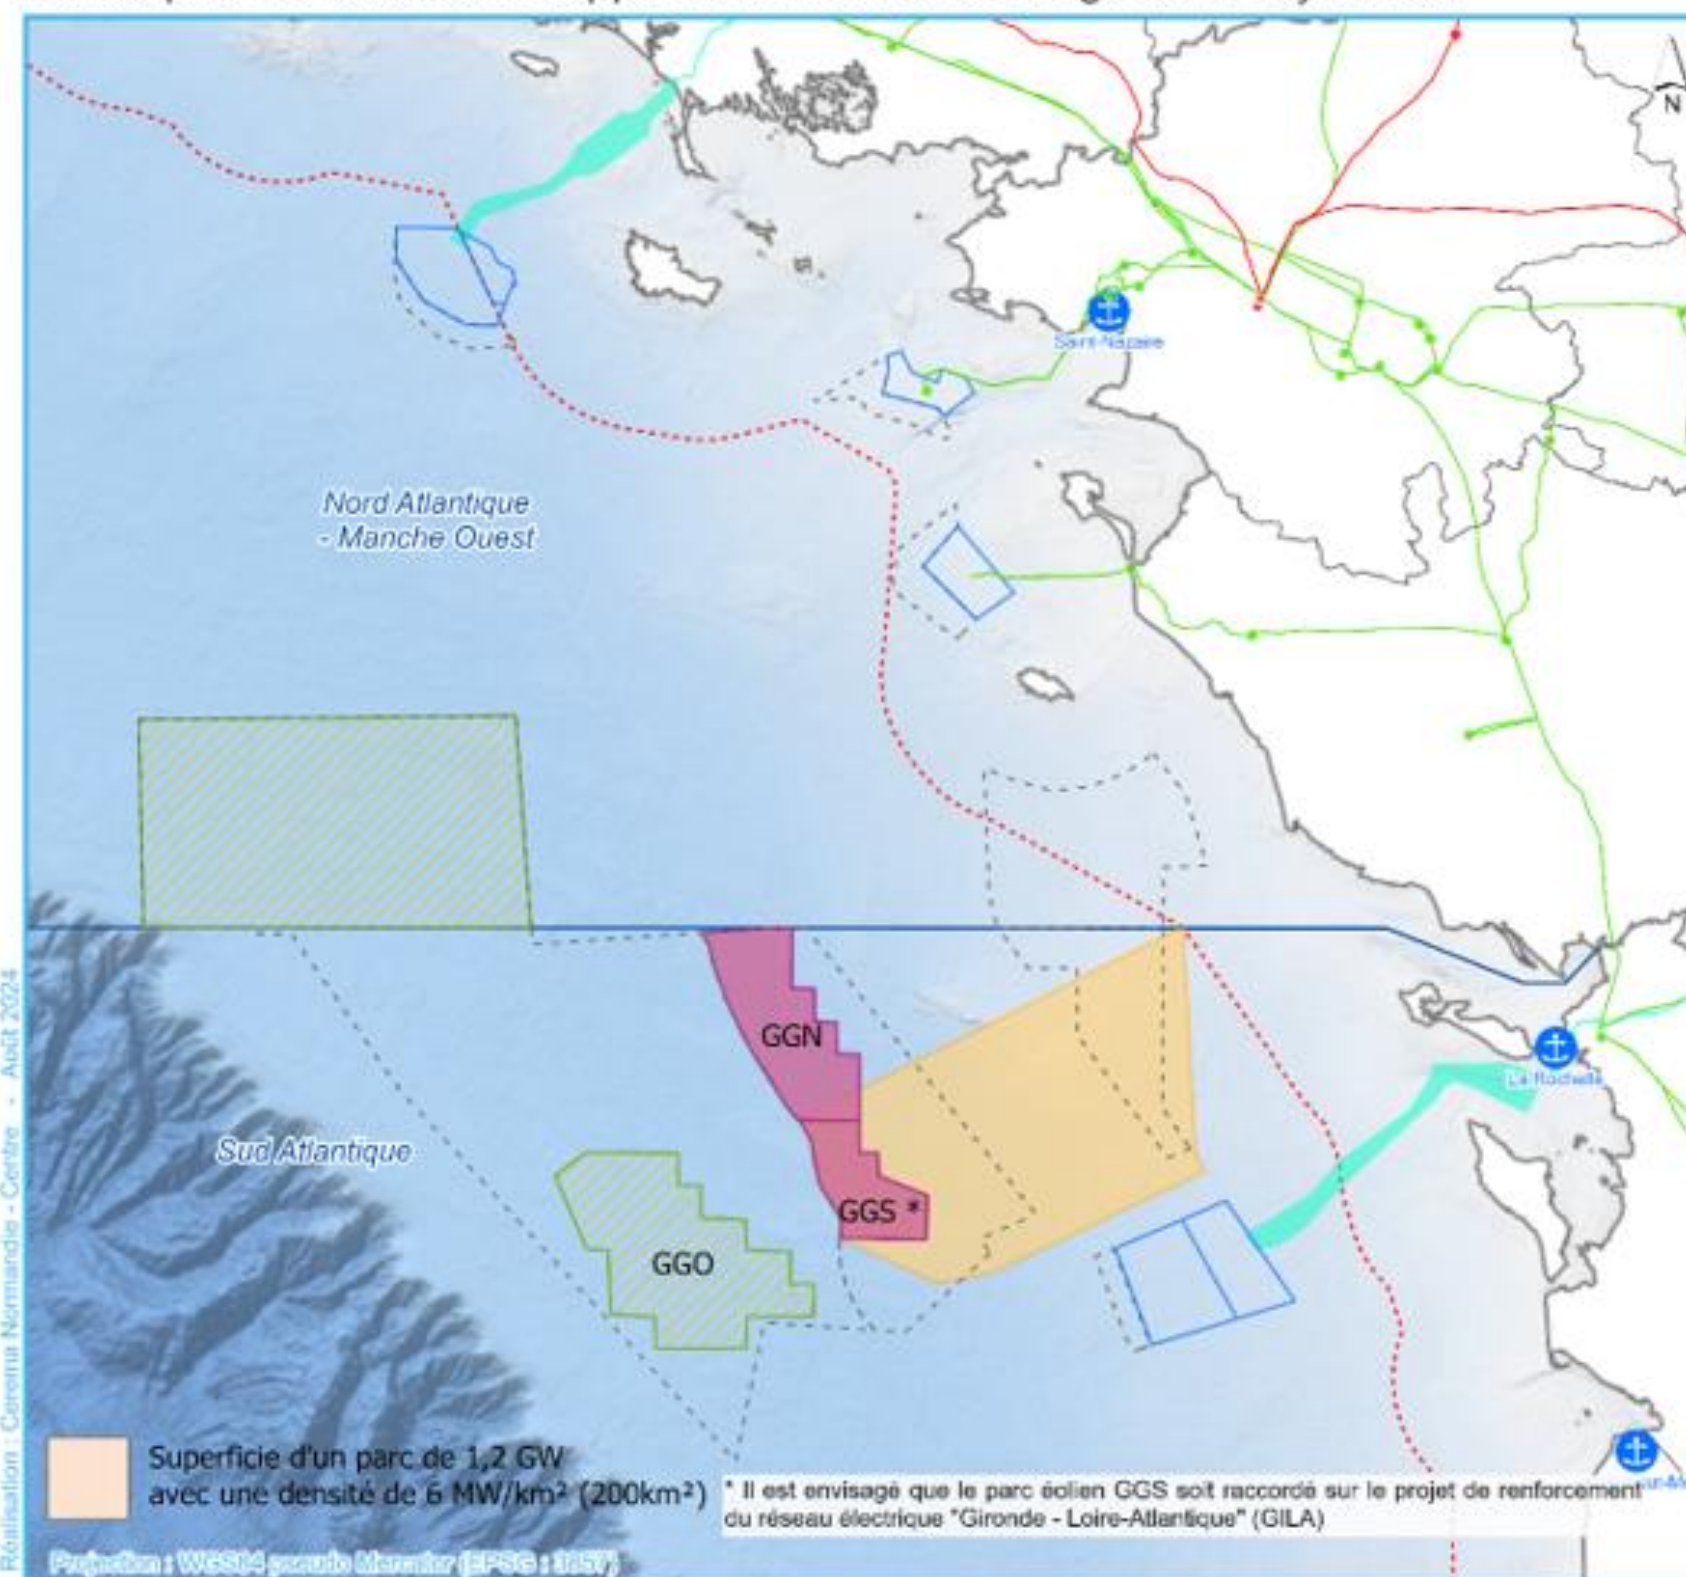 N
Saint-Nazaire
Nord Atlantique
- Manche Ouest
GGN
La Rochelle
Sud Atlantique
GGS *
GGO
Superficie d'un parc de 1,2 GW
avec une densité de 6 MW/km² (200km²)
* Il est envisagé que le parc éolien GGS soit raccordé sur le projet de renforcement
du réseau électrique "Gironde - Loire-Atlantique" (GILA)
Projection : WGS84 pseudo Mercator (EPSG : 3857)
Réalisation : Cerema Normandie - Centre - Août 2024